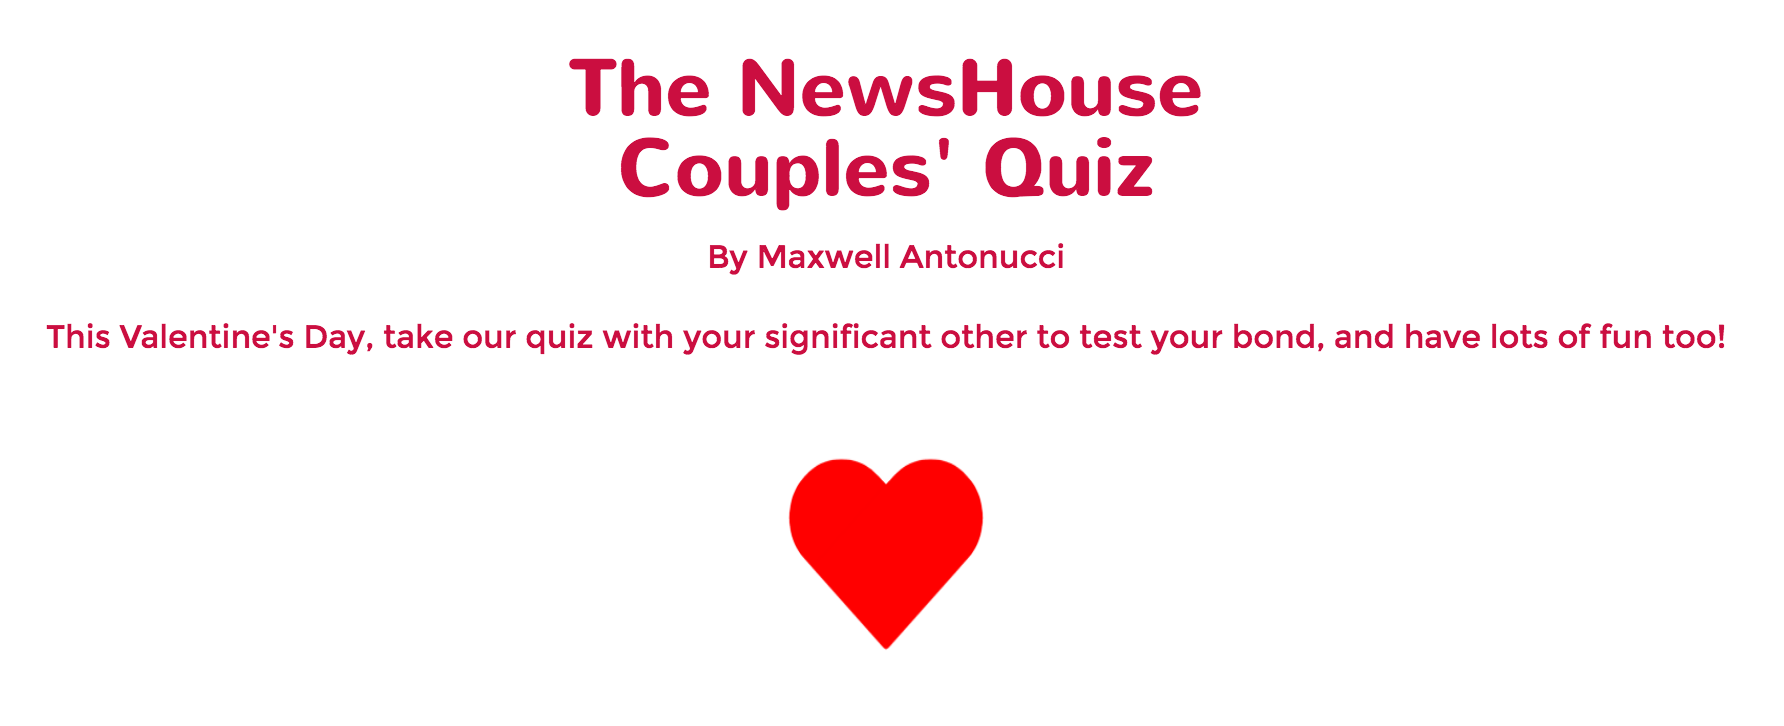 The NewsHouse
Couples' Quiz
By Maxwell Antonucci
This Valentine's Day, take our quiz with your significant other to test your bond, and have lots of fun too!